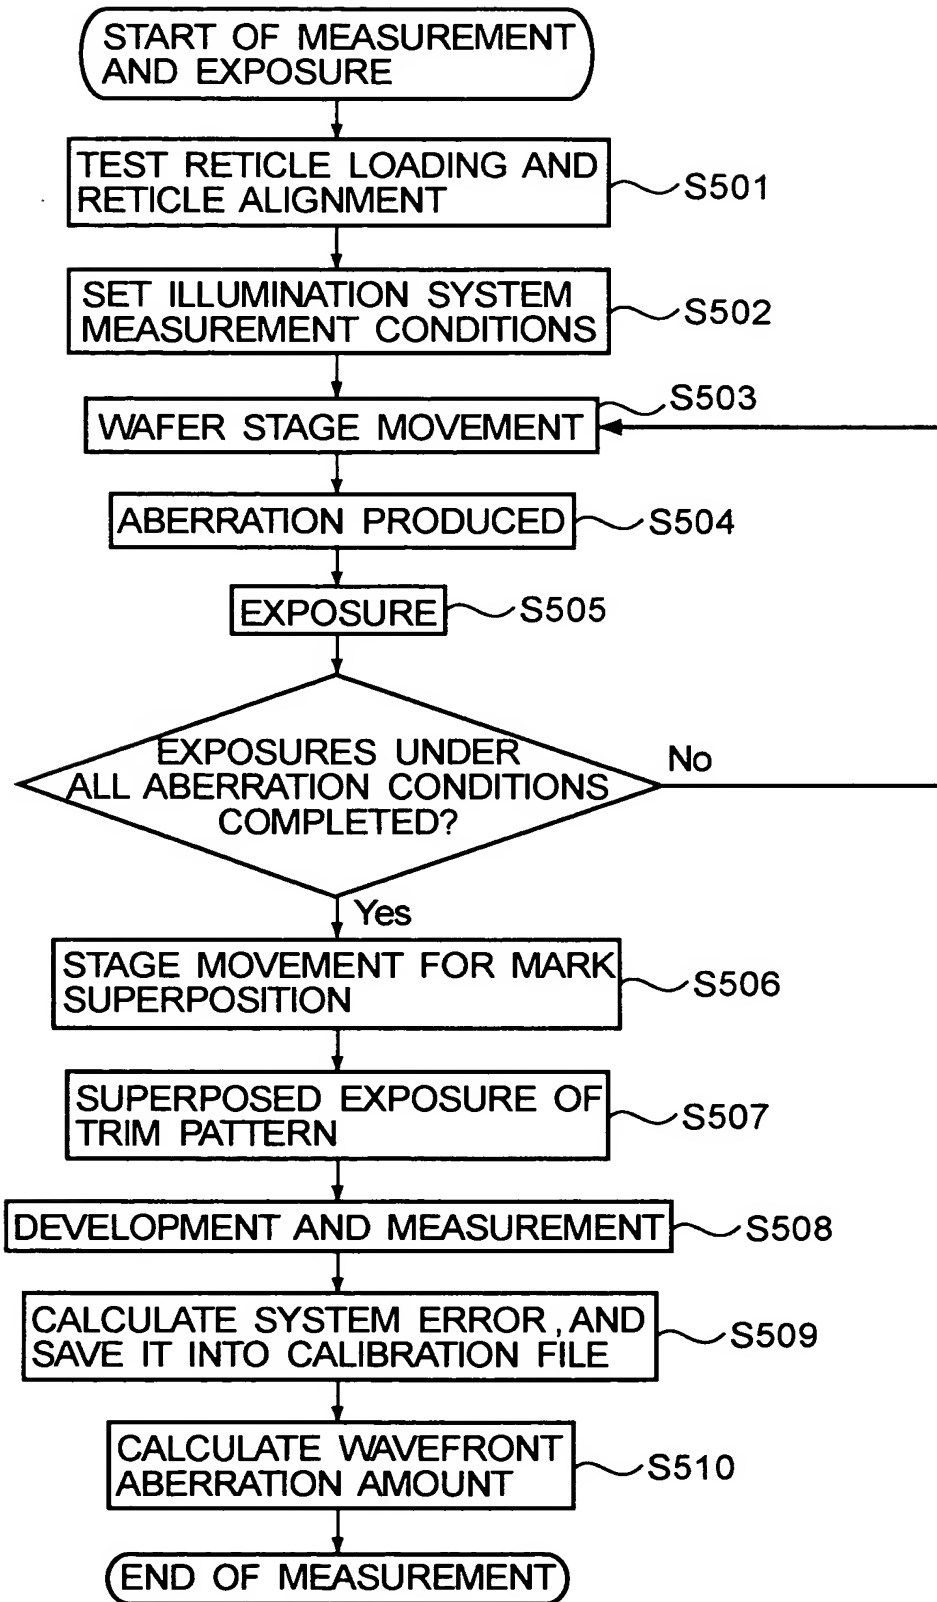 START OF MEASUREMENT
AND EXPOSURE
TEST RETICLE LOADING AND
RETICLE ALIGNMENT
S501
SET ILLUMINATION SYSTEM
MEASUREMENT CONDITIONS
S502
WAFER STAGE MOVEMENT
S503
ABERRATION PRODUCED
S504
EXPOSURE
S505
EXPOSURES UNDER
ALL ABERRATION CONDITIONS
COMPLETED?
No
Yes
STAGE MOVEMENT FOR MARK
SUPERPOSITION
S506
SUPERPOSED EXPOSURE OF
TRIM PATTERN
S507
DEVELOPMENT AND MEASUREMENT
S508
CALCULATE SYSTEM ERROR, AND
SAVE IT INTO CALIBRATION FILE
S509
CALCULATE WAVEFRONT
ABERRATION AMOUNT
S510
END OF MEASUREMENT